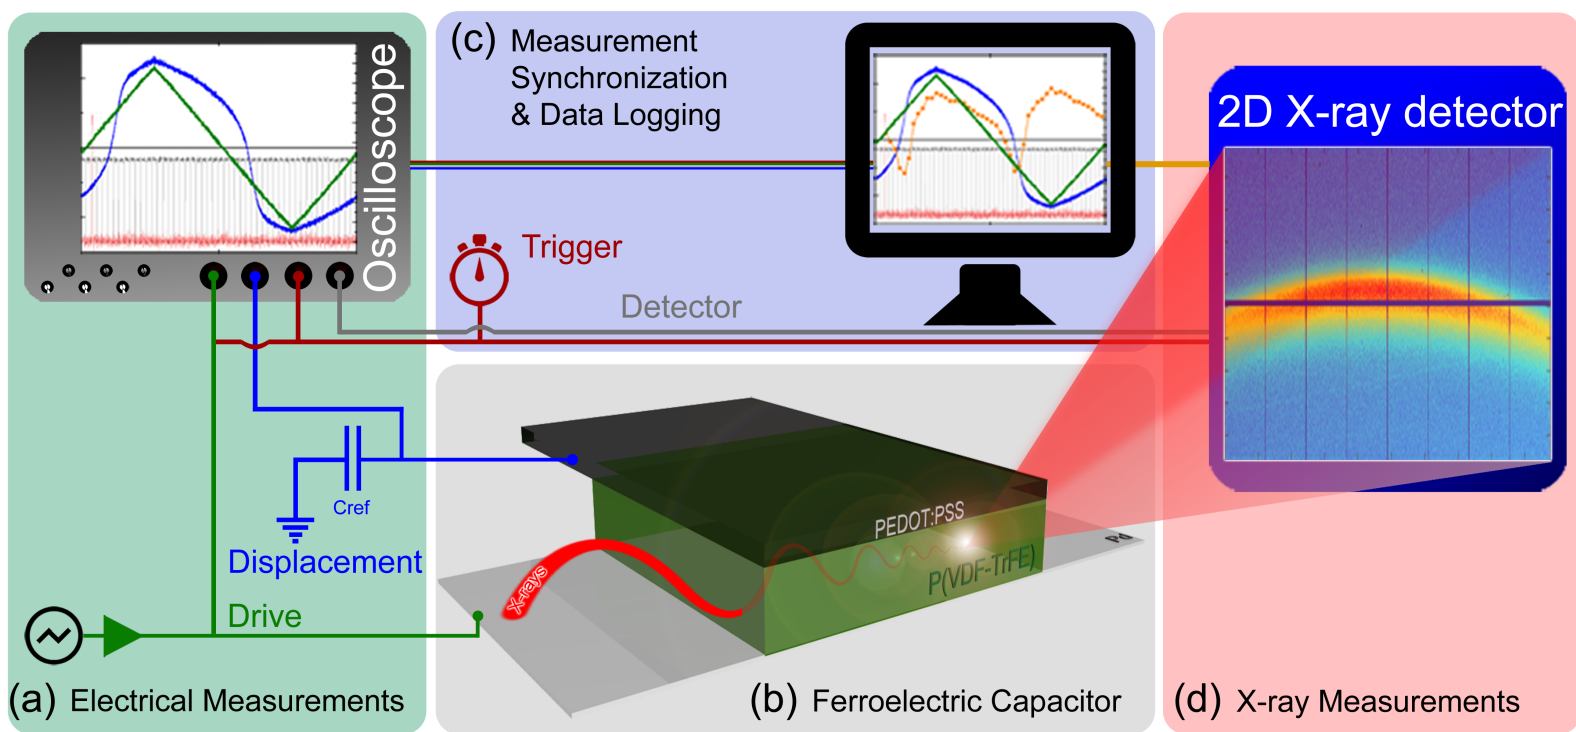 Oscilloscope
(c) Measurement
Synchronization
& Data Logging
2D X-ray detector
Trigger
Detector
Cref
Displacement
Drive
PEDOT:PSS
P(VDF-TrFE)
Pd
X-rays
(a) Electrical Measurements
(b) Ferroelectric Capacitor
(d) X-ray Measurements